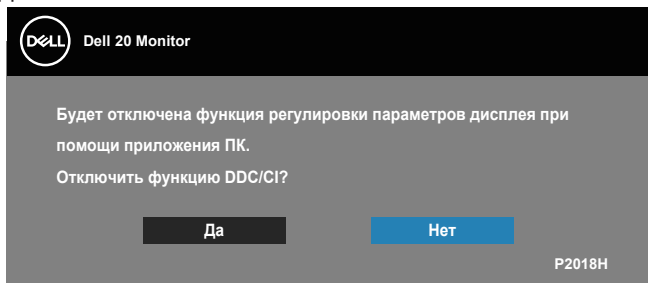 DELL
Dell 20 Monitor
Будет отключена функция регулировки параметров дисплея при
помощи приложения ПК.
Отключить функцию DDC/CI?
Да
Нет
P2018H